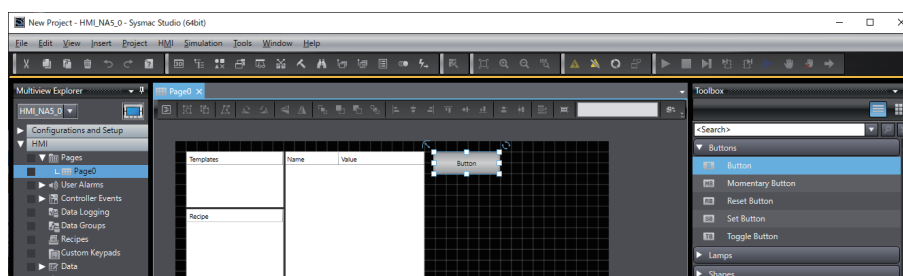 New Project - HMI_NA5_0 - Sysmac Studio (64bit)
File Edit View Insert Project HMI Simulation Tools Window Help
Multiview Explorer
HMI_NA5_0
Configurations and Setup
HMI
Pages
Page0
User Alarms
Controller Events
Data Logging
Data Groups
Recipes
Custom Keypads
Data
Page0
Templates
Name Value
Recipe
Button
Toolbox
<Search>
Buttons
Button
Momentary Button
Reset Button
Set Button
Toggle Button
Lamps
Shapes